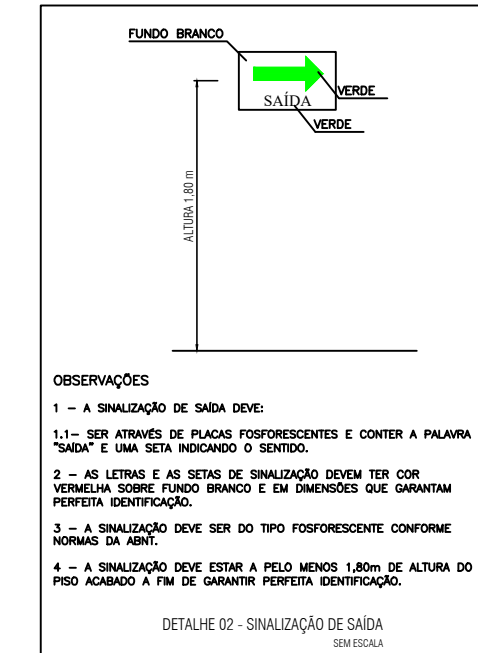 FUNDO BRANCO
VERDE
SAÍDA
VERDE
ALTURA 1,80 m
OBSERVAÇÕES
1 – A SINALIZAÇÃO DE SAÍDA DEVE:
1.1– SER ATRAVÉS DE PLACAS FOSFORESCENTES E CONTER A PALAVRA
"SAÍDA" E UMA SETA INDICANDO O SENTIDO.
2 – AS LETRAS E AS SETAS DE SINALIZAÇÃO DEVEM TER COR
VERMELHA SOBRE FUNDO BRANCO E EM DIMENSÕES QUE GARANTAM
PERFEITA IDENTIFICAÇÃO.
3 – A SINALIZAÇÃO DEVE SER DO TIPO FOSFORESCENTE CONFORME
NORMAS DA ABNT.
4 – A SINALIZAÇÃO DEVE ESTAR A PELO MENOS 1,80m DE ALTURA DO
PISO ACABADO A FIM DE GARANTIR PERFEITA IDENTIFICAÇÃO.
DETALHE 02 - SINALIZAÇÃO DE SAÍDA
SEM ESCALA